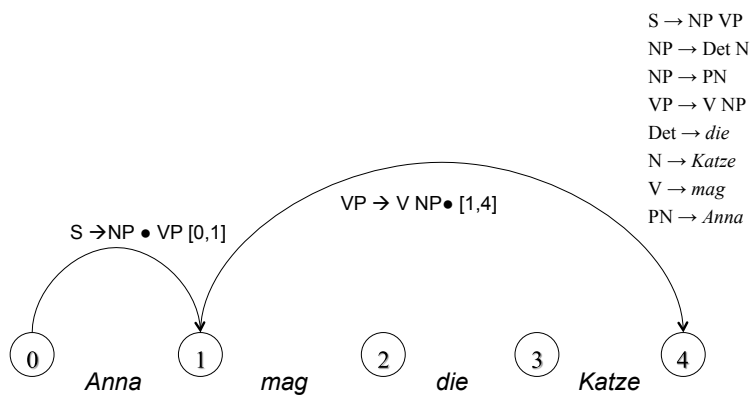 S → NP VP
NP → Det N
NP → PN
VP → V NP
Det → die
N → Katze
V → mag
PN → Anna
VP → V NP● [1,4]
S →NP ● VP [0,1]
0 1 2 3 4
Anna mag die Katze